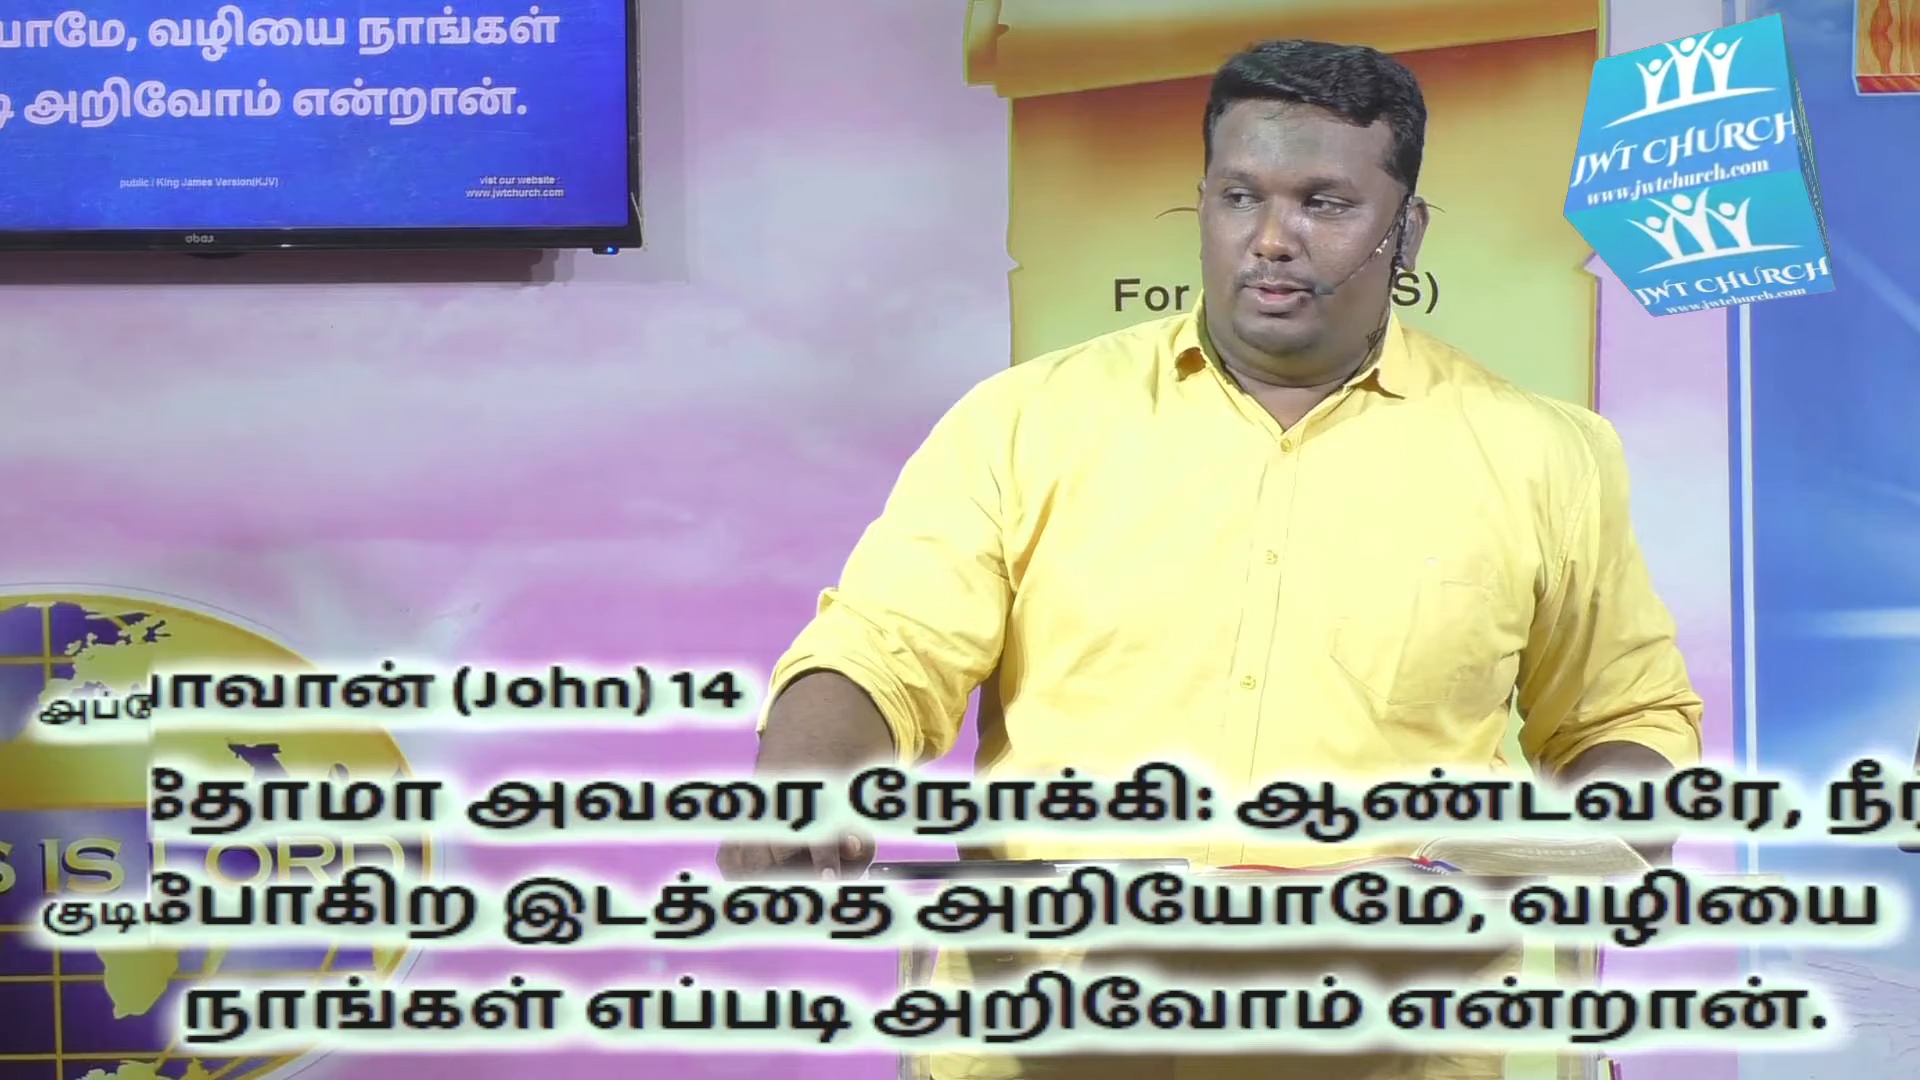 வழியை நாங்கள்
அறிவோம் என்றான்.
public / King James Version(KJV)
vist our website :
www.jwtchurch.com
abas
JWT CHURCH
www.jwtchurch.com
JWT CHURCH
www.jwtchurch.com
For
S)
(John) 14
தோமா அவரை நோக்கி: ஆண்டவரே, நீர்
போகிற இடத்தை அறியோமே, வழியை
நாங்கள் எப்படி அறிவோம் என்றான்.
S IS LORD